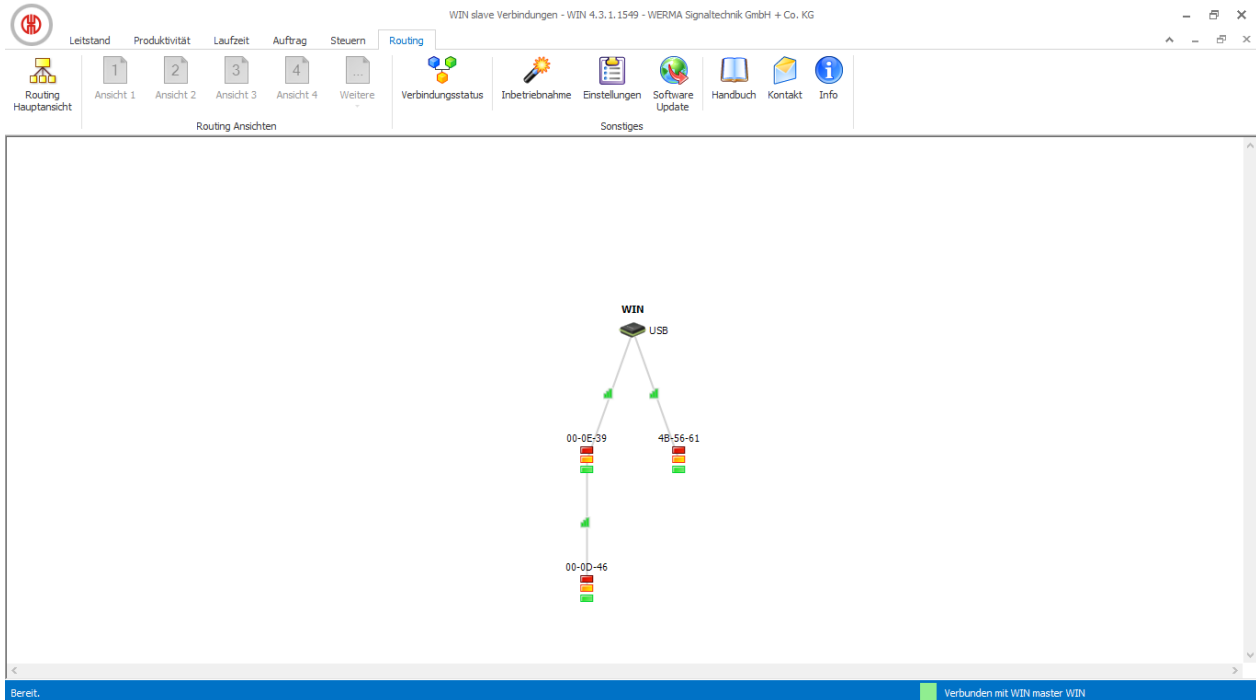 WIN slave Verbindungen - WIN 4.3.1.1549 - WERMA Signaltechnik GmbH + Co. KG
Leitstand Produktivität Laufzeit Auftrag Steuern Routing
1 2 3 4 ...
Routing Hauptansicht Ansicht 1 Ansicht 2 Ansicht 3 Ansicht 4 Weitere Verbindungsstatus Inbetriebnahme Einstellungen Software Update Handbuch Kontakt Info
Routing Ansichten Sonstiges
WIN
USB
00-0E-39 4B-56-61
00-0D-46
Bereit. Verbunden mit WIN master WIN